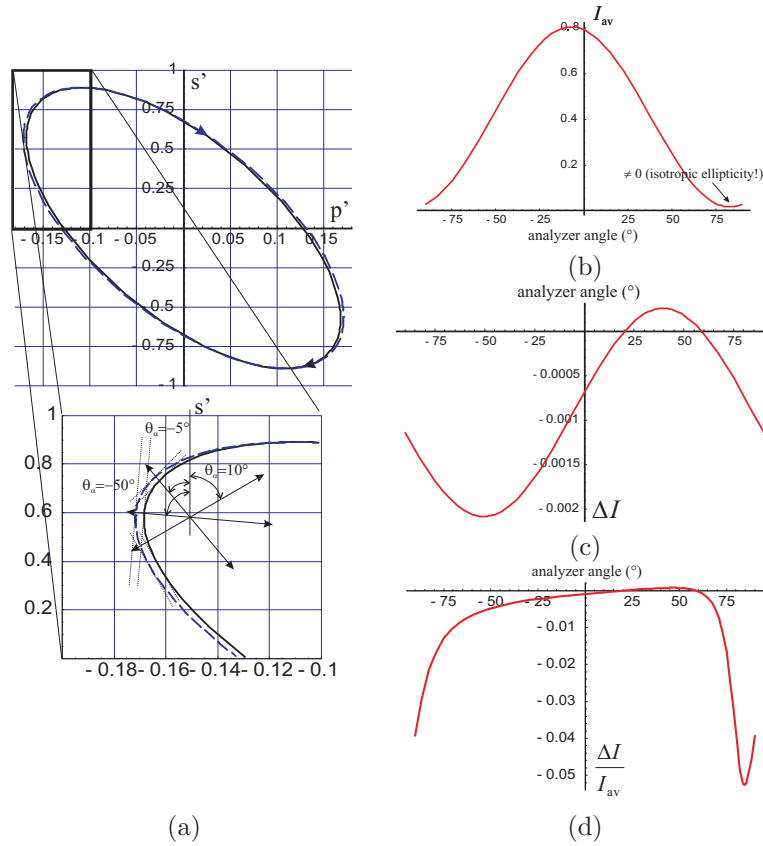 s'
1
0.75
0.5
0.25
p'
- 0.15
- 0.1
0.05
0.15
- 0.25
0.5
- 0.75
- 1
s'
1
0.8
0.6
0.4
0.2
θα=−5°
θα=−50°
θα=10°
- 0.18
- 0.16
- 0.14
- 0.12
- 0.1
(a)
Iav
0.8
0.6
0.4
0.2
≠ 0 (isotropic ellipticity!)
- 75
- 50
- 25
25
50
75
analyzer angle (°)
(b)
analyzer angle (°)
- 75
- 50
- 25
25
50
75
- 0.0005
- 0.001
- 0.0015
- 0.002
ΔI
(c)
analyzer angle (°)
-75
-50
-25
25
50
75
- 0.01
- 0.02
- 0.03
- 0.04
- 0.05
ΔI
Iav
(d)